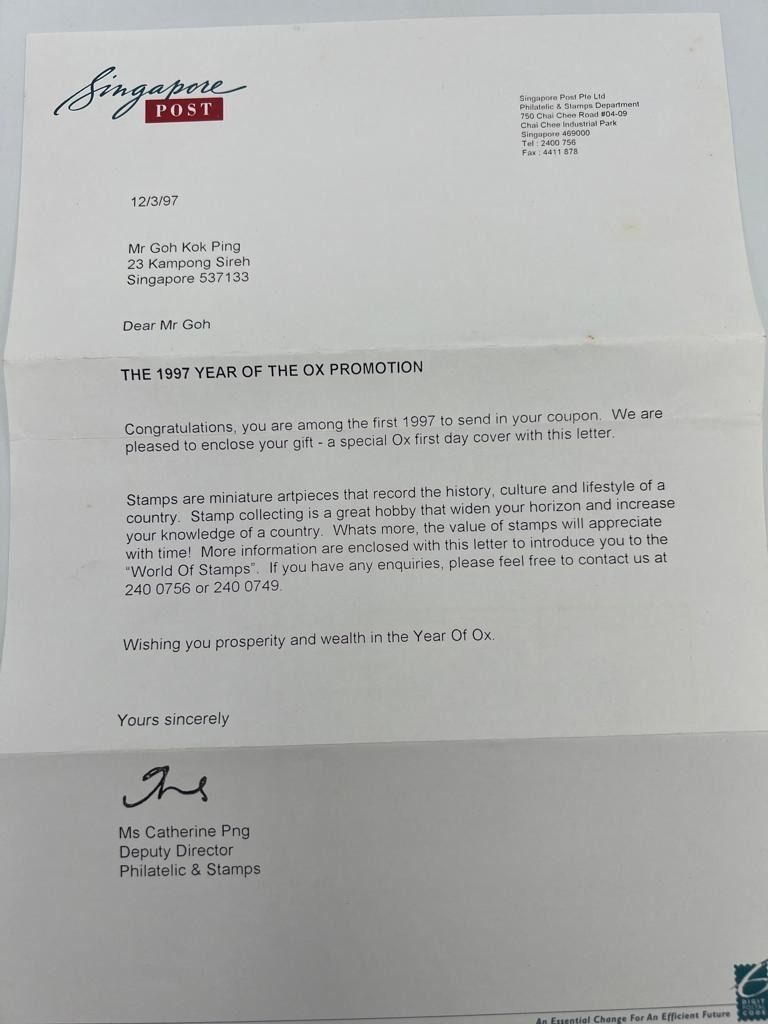 Singapore
POST
Singapore Post Pte Ltd
Philatelic & Stamps Department
750 Chai Chee Road #04-09
Chai Chee Industrial Park
Singapore 469000
Tel : 2400 756
Fax : 4411 878
12/3/97
Mr Goh Kok Ping
23 Kampong Sireh
Singapore 537133
Dear Mr Goh
THE 1997 YEAR OF THE OX PROMOTION
Congratulations, you are among the first 1997 to send in your coupon. We are
pleased to enclose your gift - a special Ox first day cover with this letter.
Stamps are miniature artpieces that record the history, culture and lifestyle of a
country. Stamp collecting is a great hobby that widen your horizon and increase
your knowledge of a country. Whats more, the value of stamps will appreciate
with time! More information are enclosed with this letter to introduce you to the
“World Of Stamps”. If you have any enquiries, please feel free to contact us at
240 0756 or 240 0749.
Wishing you prosperity and wealth in the Year Of Ox.
Yours sincerely
Ms Catherine Png
Deputy Director
Philatelic & Stamps
6
DIGIT
POSTAL
CODE
An Essential Change For An Efficient Future